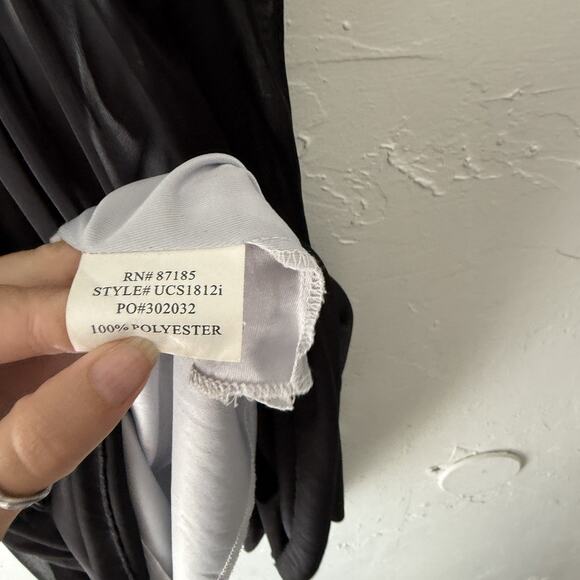 RN# 87185
STYLE# UCS1812i
PO#302032
100% POLYESTER